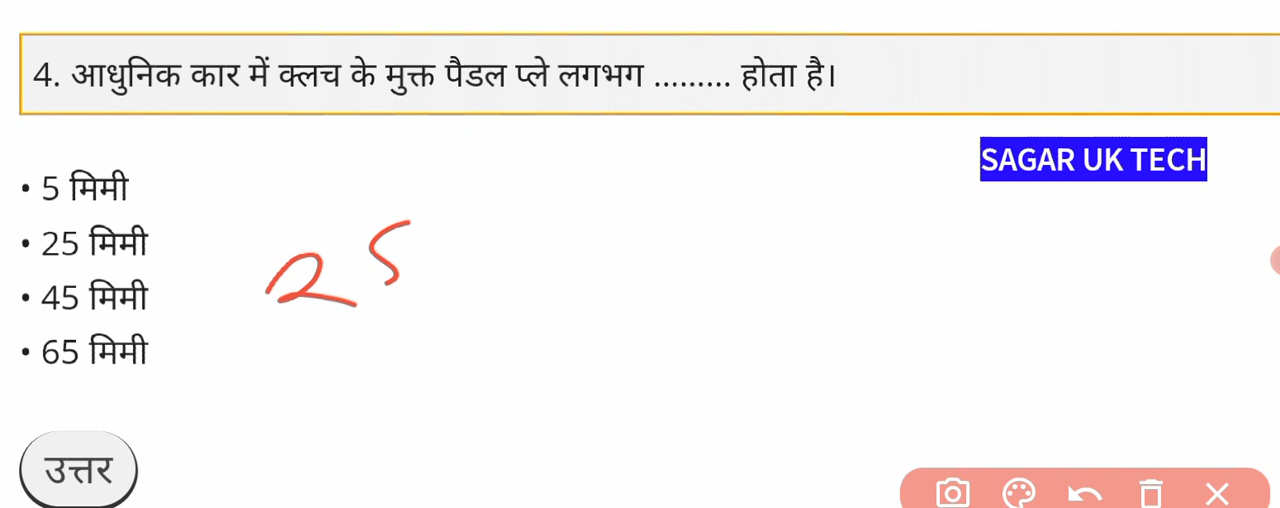 4. आधुनिक कार में क्लच के मुक्त पैडल प्ले लगभग ......... होता है।
SAGAR UK TECH
• 5 मिमी
• 25 मिमी
25
• 45 मिमी
• 65 मिमी
उत्तर